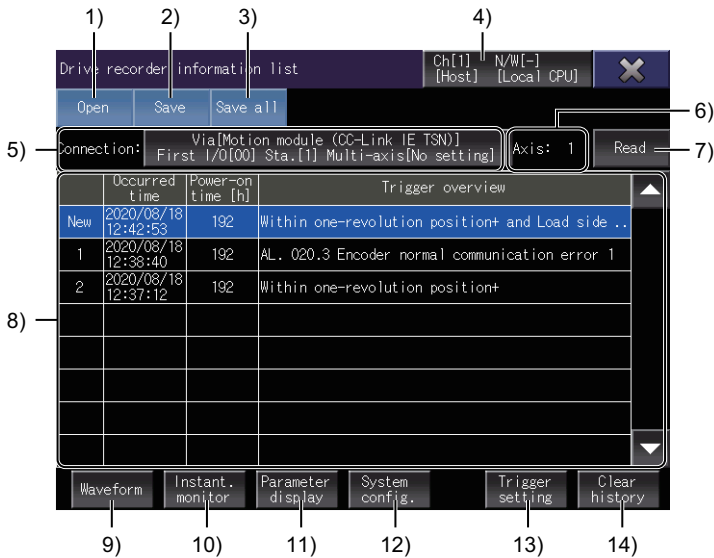 1) 2) 3) 4)
Drive recorder information list
Ch[1] N/W[-]
[Host] [Local CPU]
Open Save Save all
6)
5) Connection: Via[Motion module (CC-Link IE TSN)]
First I/O[00] Sta.[1] Multi-axis[No setting]
Axis: 1
Read
7)
Occurred
time
Power-on
time [h]
Trigger overview
New 2020/08/18
12:42:53
192 Within one-revolution position+ and Load side ..
1 2020/08/18
12:38:40
192 AL. 020.3 Encoder normal communication error 1
2 2020/08/18
12:37:12
192 Within one-revolution position+
8)
Waveform
Instant.
monitor
Parameter
display
System
config.
Trigger
setting
Clear
history
9) 10) 11) 12) 13) 14)